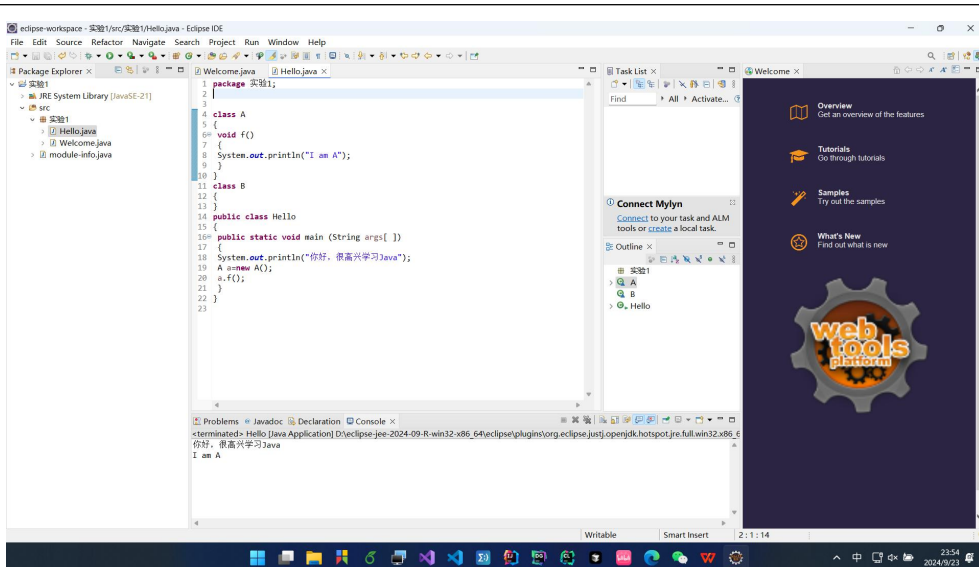 eclipse-workspace - 实验1/src/实验1/Hello.java - Eclipse IDE
File Edit Source Refactor Navigate Search Project Run Window Help
Package Explorer
实验1
JRE System Library [JavaSE-21]
src
实验1
Hello.java
Welcome.java
module-info.java
Welcome.java Hello.java
1 package 实验1;
2
3
4 class A
5 {
6 void f()
7 {
8 System.out.println("I am A");
9 }
10 }
11 class B
12 {
13 }
14 public class Hello
15 {
16 public static void main (String args[ ])
17 {
18 System.out.println("你好，很高兴学习Java");
19 A a=new A();
20 a.f();
21 }
22 }
23
Task List
Find All Activate...
Connect Mylyn
Connect to your task and ALM
tools or create a local task.
Outline
实验1
A
B
Hello
Welcome
Overview
Get an overview of the features
Tutorials
Go through tutorials
Samples
Try out the samples
What's New
Find out what is new
web
tools
platform
Problems Javadoc Declaration Console
<terminated> Hello [Java Application] D:\eclipse-jee-2024-09-R-win32-x86_64\eclipse\plugins\org.eclipse.justj.openjdk.hotspot.jre.full.win32.x86_6
你好，很高兴学习Java
I am A
Writable Smart Insert 2 : 1 : 14
中 23:54
2024/9/23